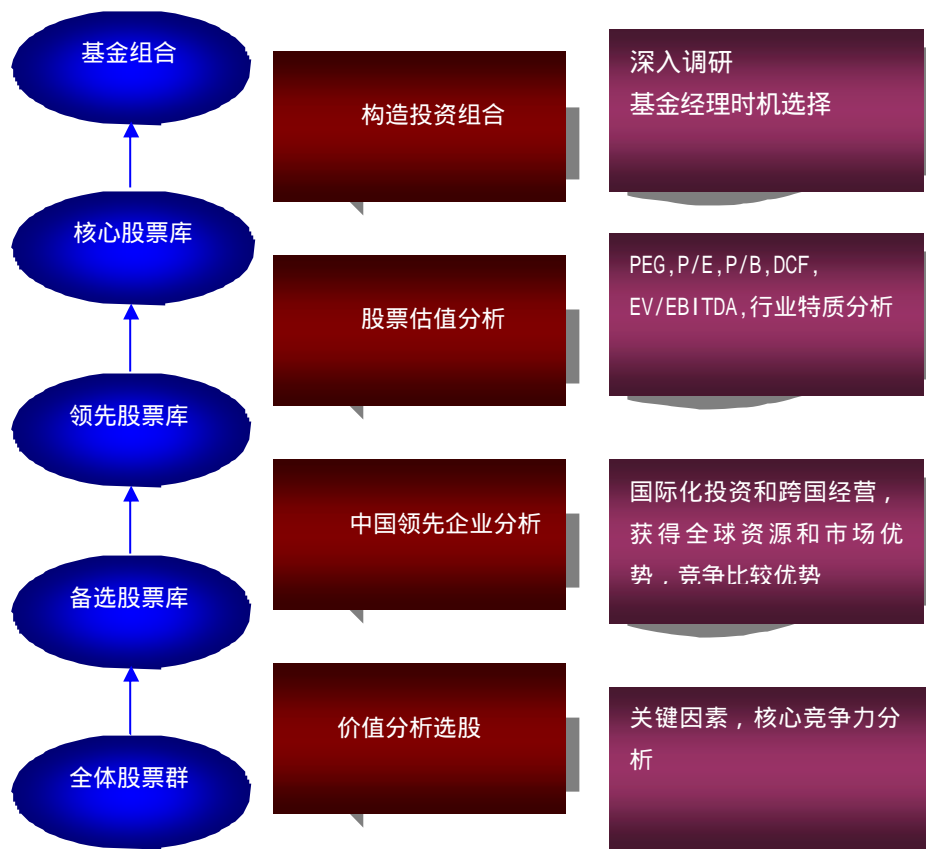 基金组合
构造投资组合
深入调研
基金经理时机选择
核心股票库
股票估值分析
PEG,P/E,P/B,DCF,
EV/EBITDA,行业特质分析
领先股票库
中国领先企业分析
国际化投资和跨国经营，
获得全球资源和市场优
势，竞争比较优势
备选股票库
价值分析选股
关键因素，核心竞争力分
析
全体股票群